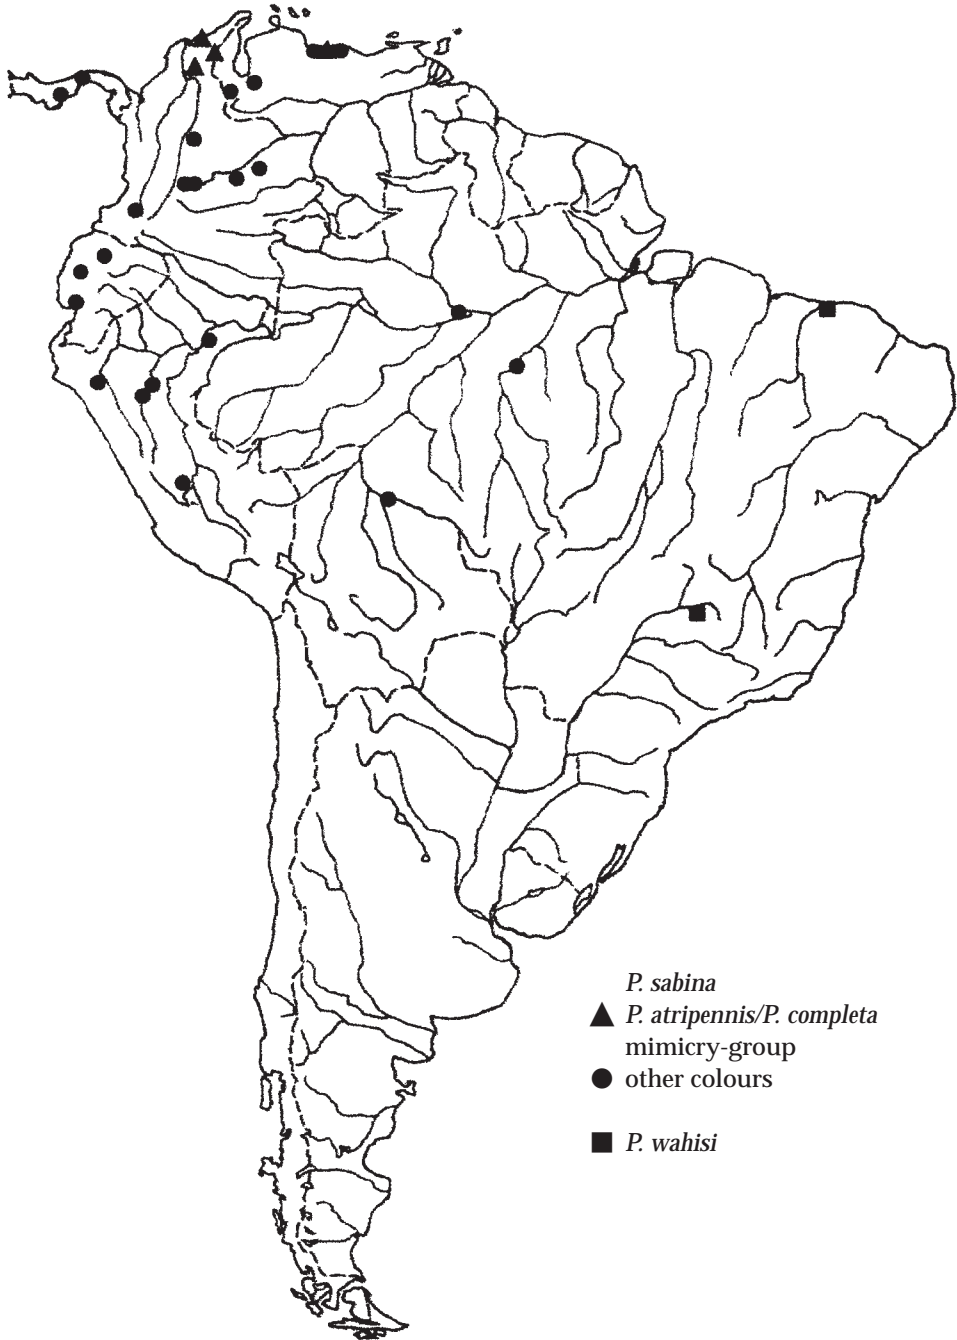 P. sabina
P. atripennis/P. completa
mimicry-group
other colours
P. wahisi